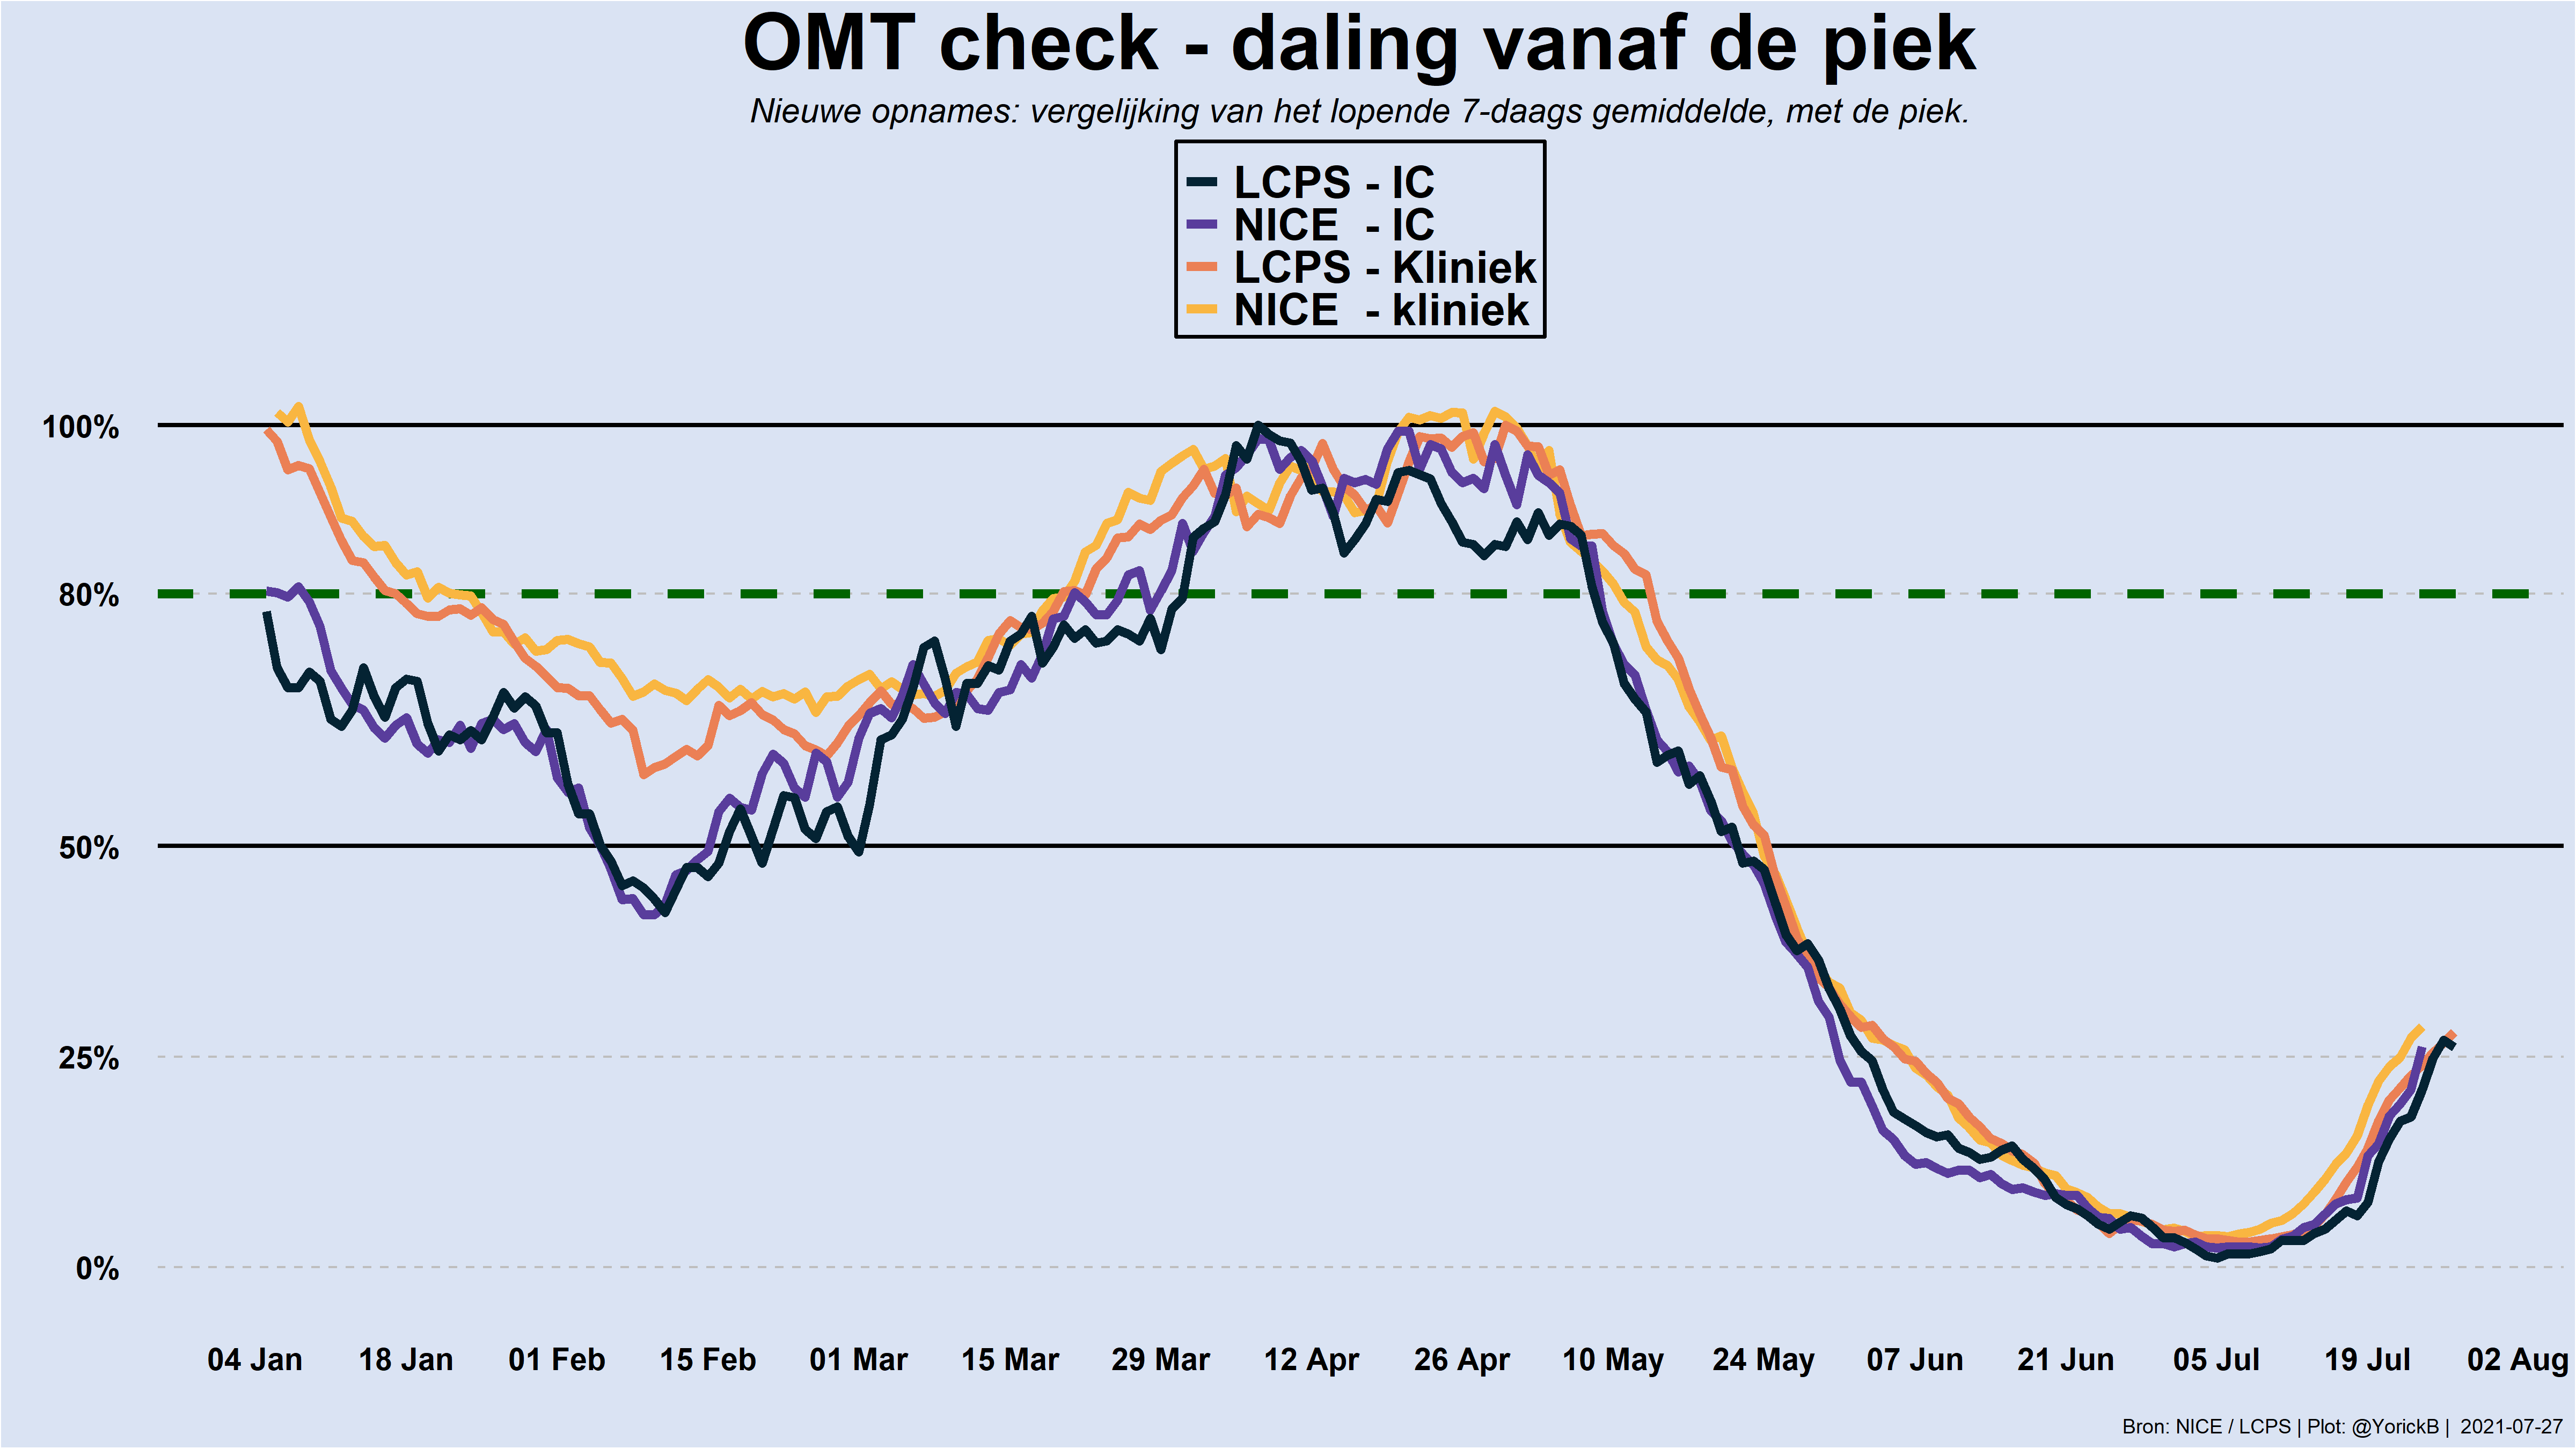 OMT check - daling vanaf de piek
Nieuwe opnames: vergelijking van het lopende 7-daags gemiddelde, met de piek.
LCPS - IC
NICE - IC
LCPS - Kliniek
NICE - kliniek
100%
80%
50%
25%
0%
04 Jan 18 Jan 01 Feb 15 Feb 01 Mar 15 Mar 29 Mar 12 Apr 26 Apr 10 May 24 May 07 Jun 21 Jun 05 Jul 19 Jul 02 Aug
Bron: NICE / LCPS | Plot: @YorickB | 2021-07-27